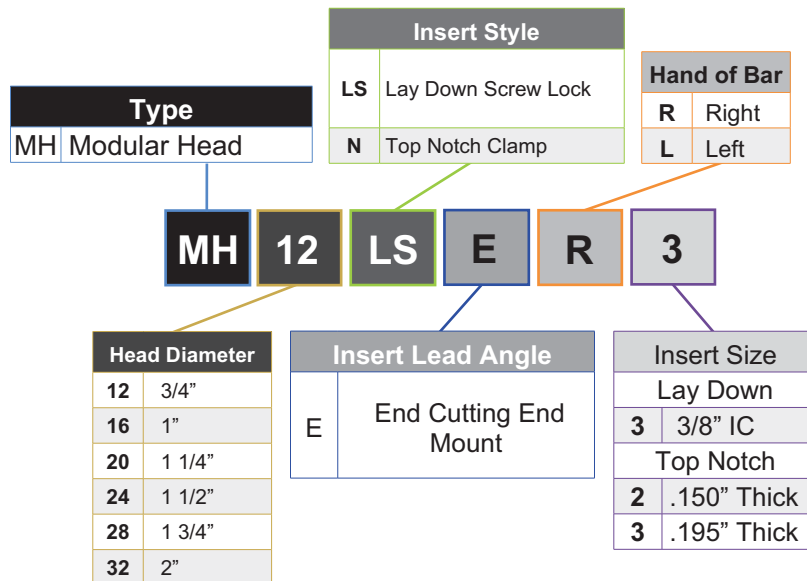 Insert Style
LS Lay Down Screw Lock
N Top Notch Clamp
Hand of Bar
R Right
L Left
Type
MH Modular Head
MH 12 LS E R 3
Head Diameter
12 3/4”
16 1”
20 1 1/4”
24 1 1/2”
28 1 3/4”
32 2”
Insert Lead Angle
E End Cutting End
Mount
Insert Size
Lay Down
3 3/8” IC
Top Notch
2 .150” Thick
3 .195” Thick